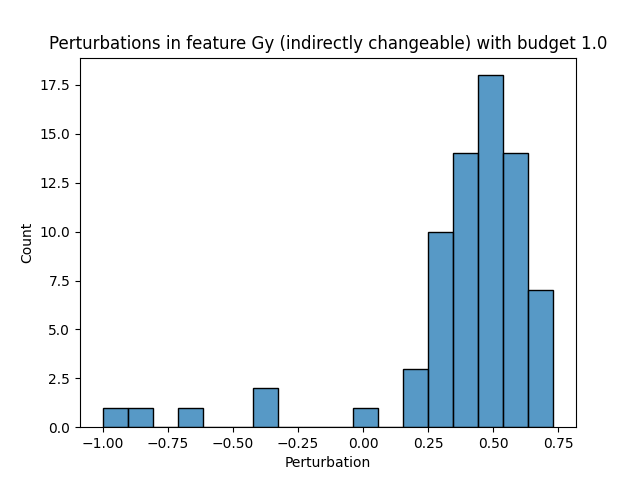 Perturbations in feature Gy (indirectly changeable) with budget 1.0
17.5
15.0
12.5
10.0
7.5
5.0
2.5
0.0
Count
−1.00 −0.75 −0.50 −0.25 0.00 0.25 0.50 0.75
Perturbation